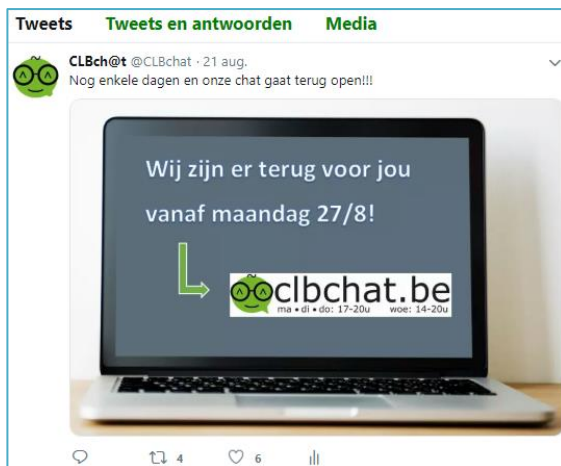 Tweets Tweets en antwoorden Media
CLBch@t @CLBchat · 21 aug.
Nog enkele dagen en onze chat gaat terug open!!!
Wij zijn er terug voor jou
vanaf maandag 27/8!
clbchat.be
ma • di • do: 17-20u woe: 14-20u
4 6